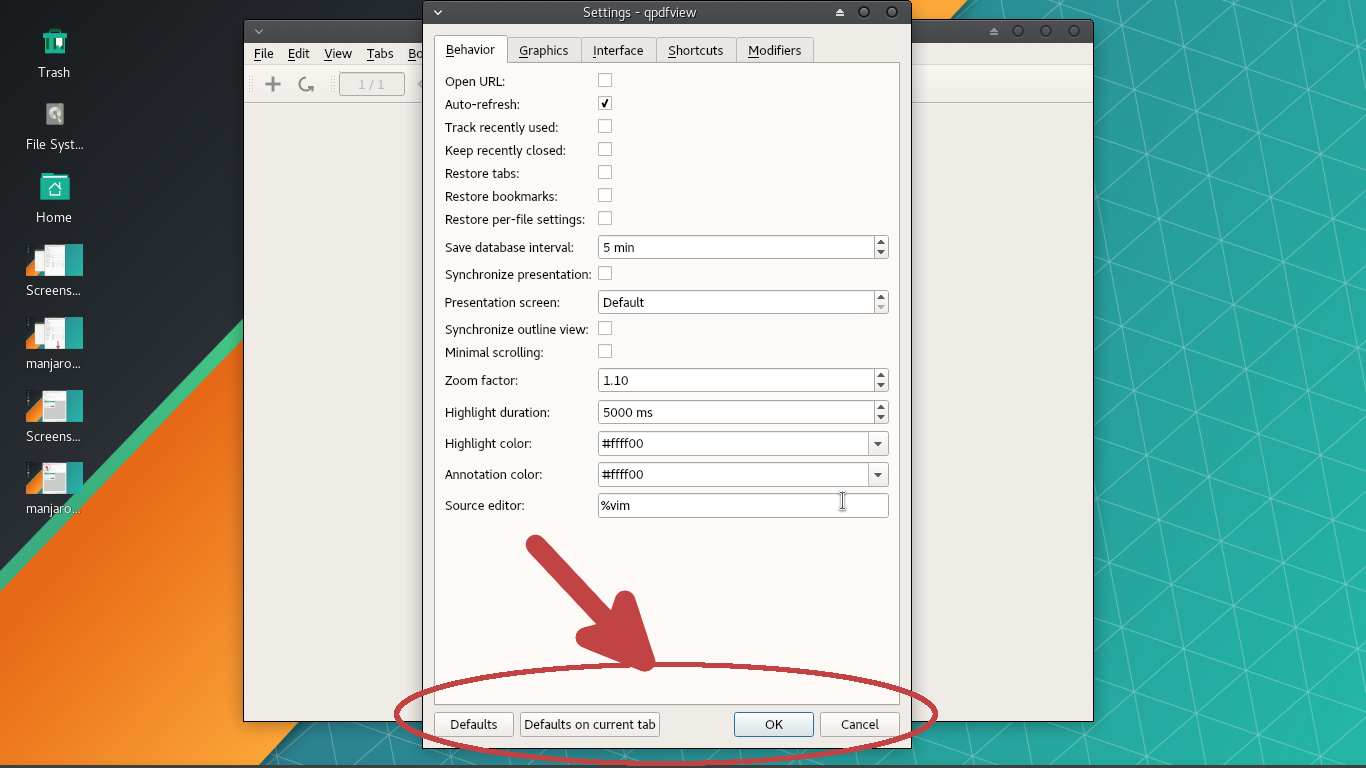 Settings - qpdfview
Trash
File Syst...
Home
Screens...
manjaro...
Screens...
manjaro...
File Edit View Tabs Bo
1 / 1
Behavior Graphics Interface Shortcuts Modifiers
Open URL:
Auto-refresh:
Track recently used:
Keep recently closed:
Restore tabs:
Restore bookmarks:
Restore per-file settings:
Save database interval: 5 min
Synchronize presentation:
Presentation screen: Default
Synchronize outline view:
Minimal scrolling:
Zoom factor: 1.10
Highlight duration: 5000 ms
Highlight color: #ffff00
Annotation color: #ffff00
Source editor: %vim
Defaults Defaults on current tab OK Cancel